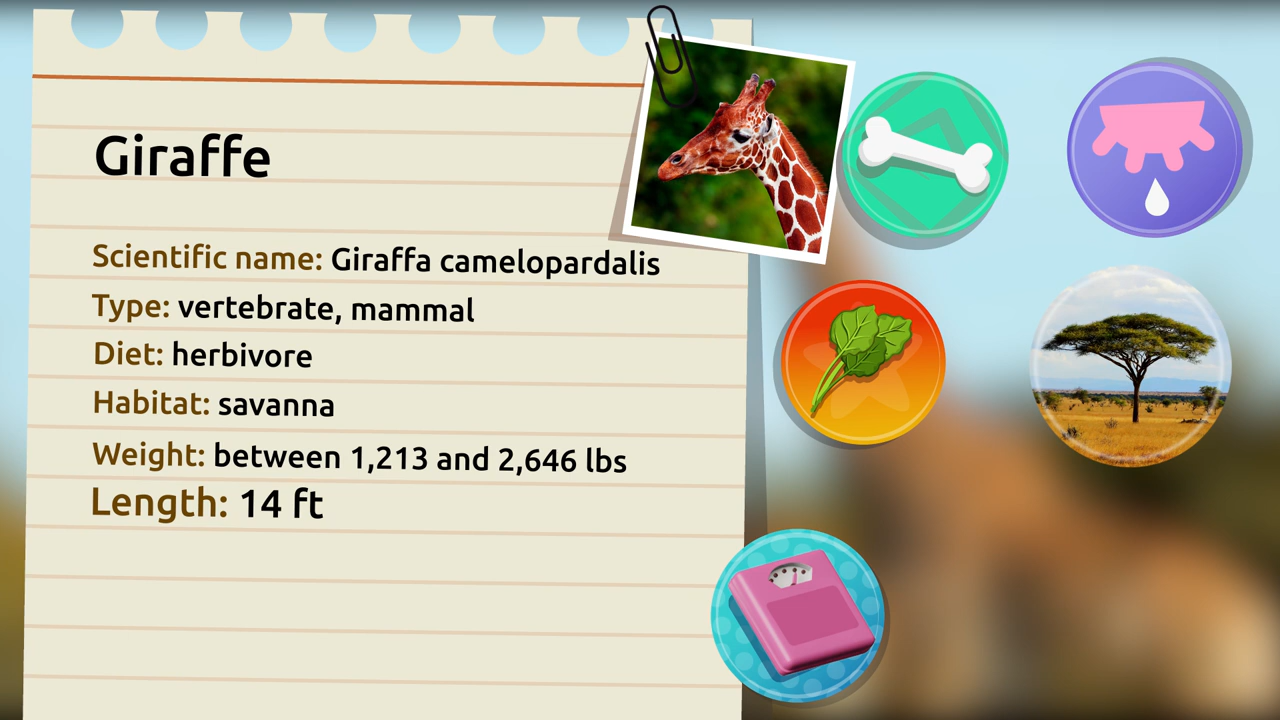 Giraffe
Scientific name: Giraffa camelopardalis
Type: vertebrate, mammal
Diet: herbivore
Habitat: savanna
Weight: between 1,213 and 2,646 lbs
Length: 14 ft